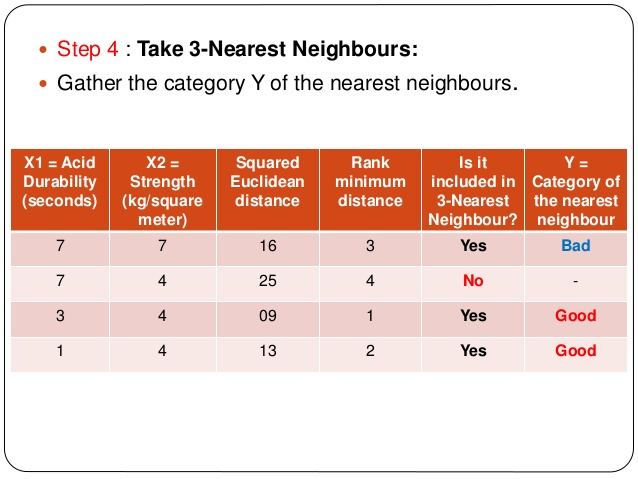 • Step 4 : Take 3-Nearest Neighbours:
• Gather the category Y of the nearest neighbours.
X1 = Acid Durability (seconds) X2 = Strength (kg/square meter) Squared Euclidean distance Rank minimum distance Is it included in 3-Nearest Neighbour? Y = Category of the nearest neighbour
7 7 16 3 Yes Bad
7 4 25 4 No -
3 4 09 1 Yes Good
1 4 13 2 Yes Good